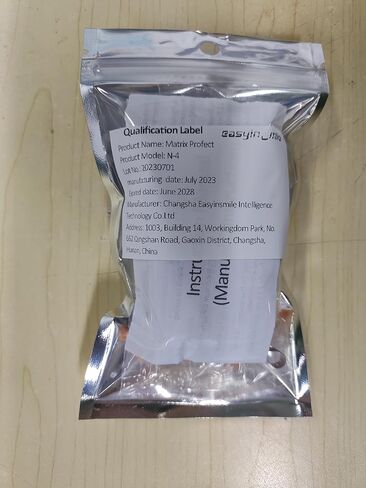 Qualification Label
Product Name: Matrix Profect
Product Model: N-4
Lot No. 20230701
manufacturing date: July 2023
Expired date: June 2028
Manufacturer: Changsha Easyinsmile Intelligence
Technology Co.ltd
Address: 1003, Building 14, Workingdom Park, No.
662 Qingshan Road, Gaoxin District, Changsha,
Hunan, China
Instru
(Manu